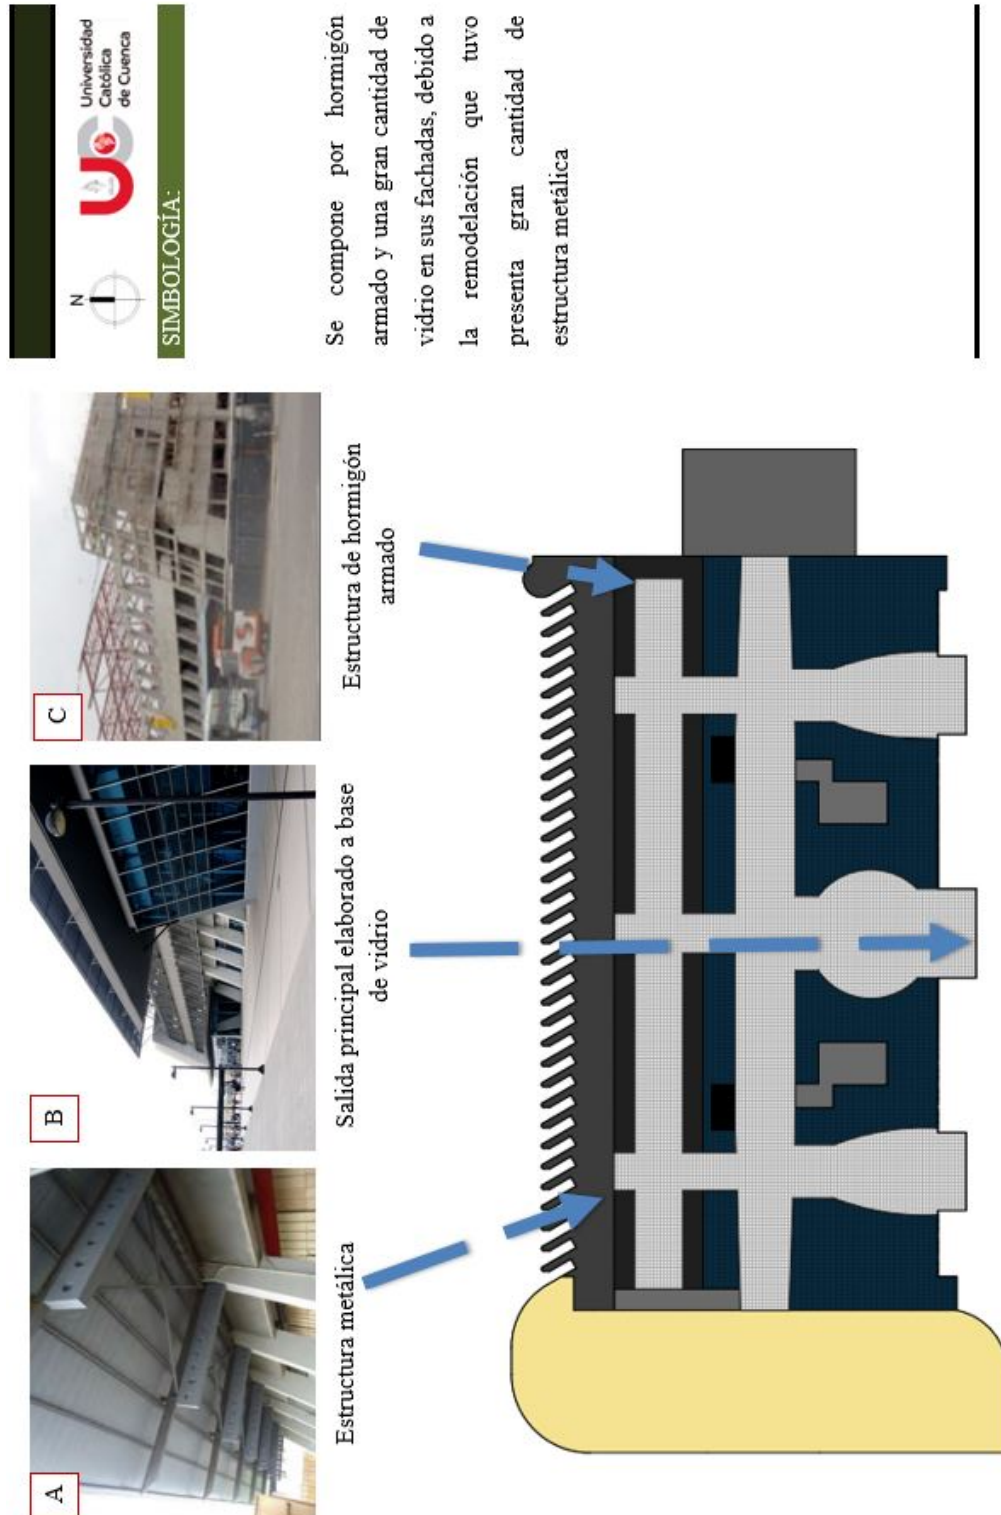 A
B
C
Estructura metálica
Salida principal elaborado a base
de vidrio
Estructura de hormigón
armado
N
Universidad
Católica
de Cuenca
SIMBOLOGÍA:
Se compone por hormigón
armado y una gran cantidad de
vidrio en sus fachadas, debido a
la remodelación que tuvo
presenta gran cantidad de
estructura metálica